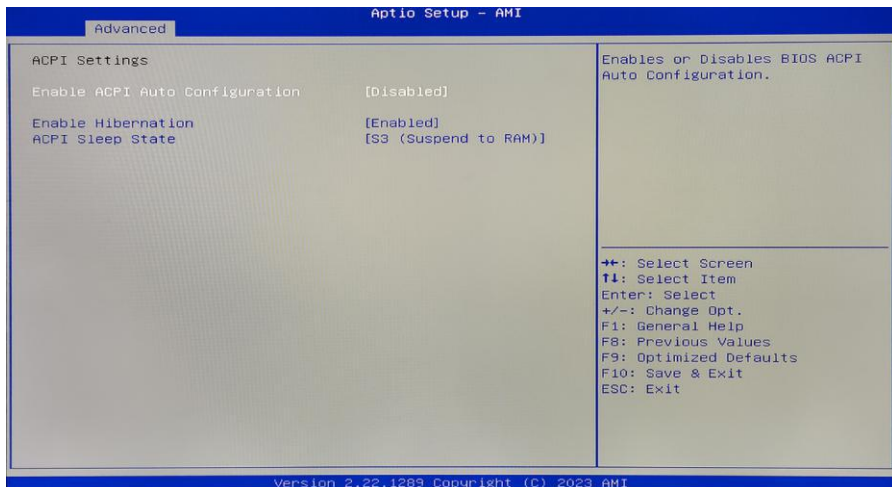 Aptio Setup - AMI
Advanced
ACPI Settings
Enable ACPI Auto Configuration [Disabled]
Enable Hibernation [Enabled]
ACPI Sleep State [S3 (Suspend to RAM)]
Enables or Disables BIOS ACPI
Auto Configuration.
→←: Select Screen
↑↓: Select Item
Enter: Select
+/-: Change Opt.
F1: General Help
F8: Previous Values
F9: Optimized Defaults
F10: Save & Exit
ESC: Exit
Version 2.22.1289 Copyright (C) 2023 AMI